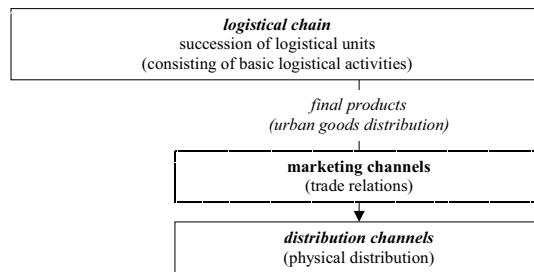 logistical chain
succession of logistical units
(consisting of basic logistical activities)
final products
(urban goods distribution)
marketing channels
(trade relations)
distribution channels
(physical distribution)